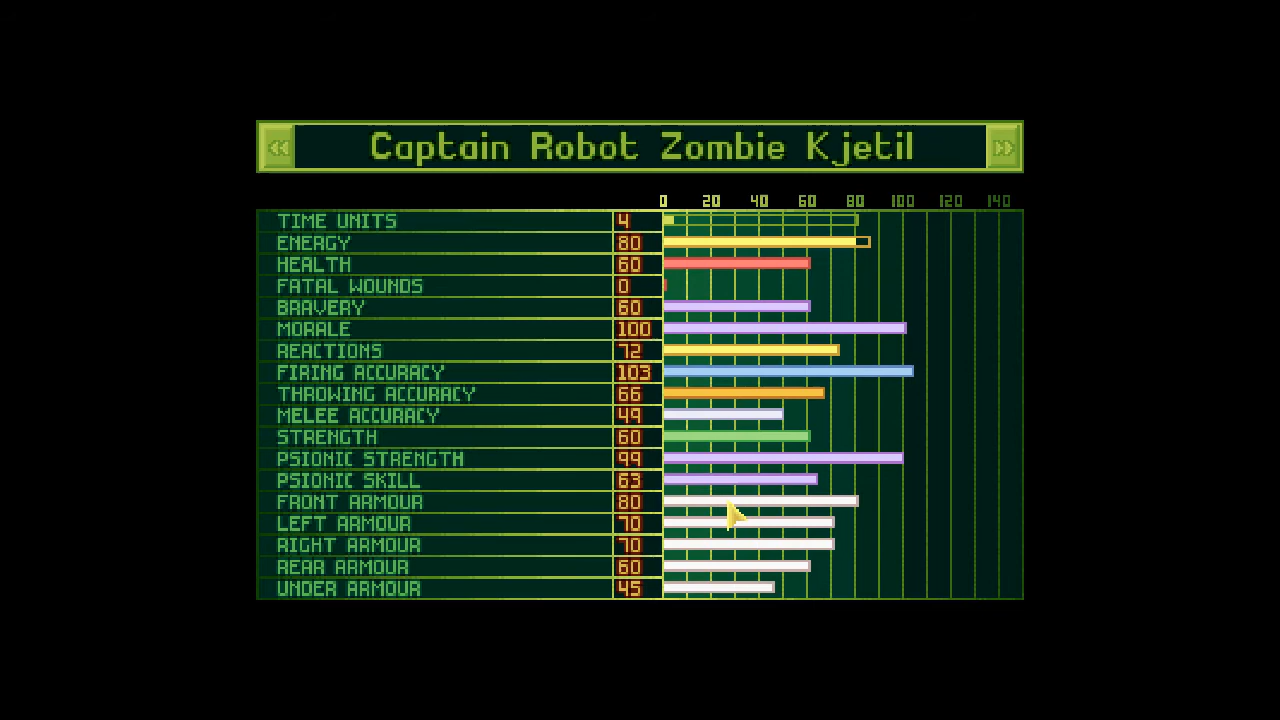 Captain Robot Zombie Kjetil
0 20 40 60 80 100 120 140
TIME UNITS 4
ENERGY 80
HEALTH 60
FATAL WOUNDS 0
BRAVERY 60
MORALE 100
REACTIONS 72
FIRING ACCURACY 103
THROWING ACCURACY 66
MELEE ACCURACY 49
STRENGTH 60
PSIONIC STRENGTH 99
PSIONIC SKILL 63
FRONT ARMOUR 80
LEFT ARMOUR 70
RIGHT ARMOUR 70
REAR ARMOUR 60
UNDER ARMOUR 45